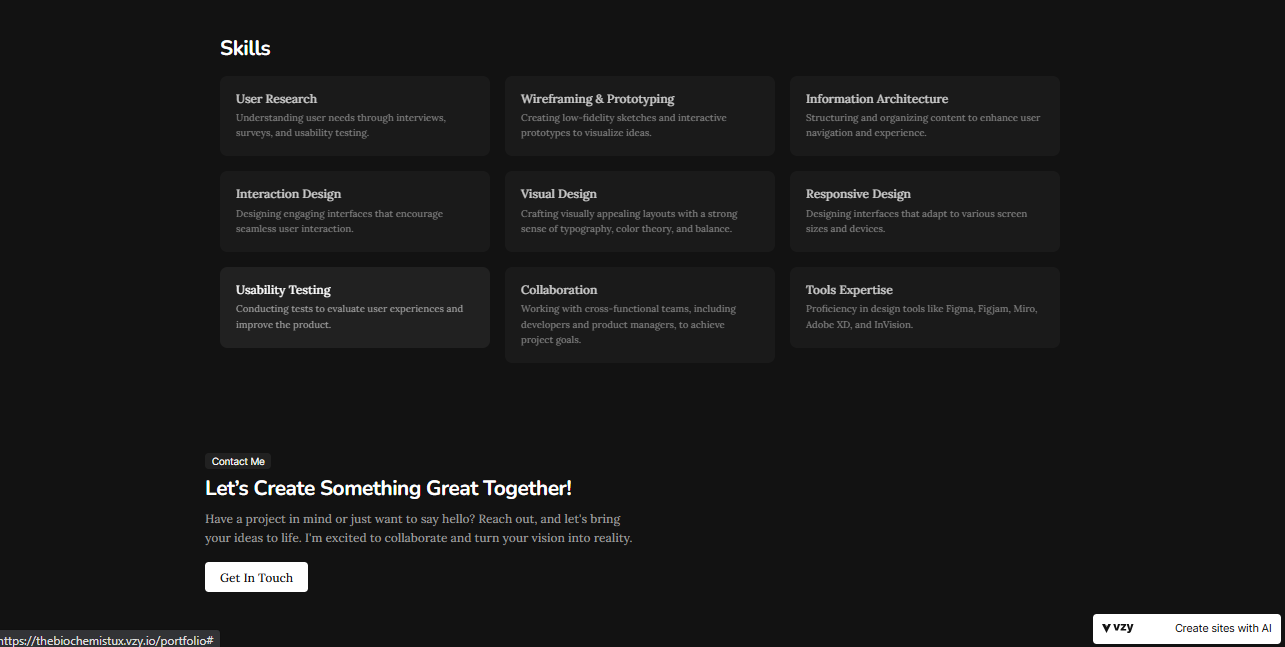 Skills
User Research
Understanding user needs through interviews,
surveys, and usability testing.
Wireframing & Prototyping
Creating low-fidelity sketches and interactive
prototypes to visualize ideas.
Information Architecture
Structuring and organizing content to enhance user
navigation and experience.
Interaction Design
Designing engaging interfaces that encourage
seamless user interaction.
Visual Design
Crafting visually appealing layouts with a strong
sense of typography, color theory, and balance.
Responsive Design
Designing interfaces that adapt to various screen
sizes and devices.
Usability Testing
Conducting tests to evaluate user experiences and
improve the product.
Collaboration
Working with cross-functional teams, including
developers and product managers, to achieve
project goals.
Tools Expertise
Proficiency in design tools like Figma, Figjam, Miro,
Adobe XD, and InVision.
Contact Me
Let’s Create Something Great Together!
Have a project in mind or just want to say hello? Reach out, and let's bring
your ideas to life. I'm excited to collaborate and turn your vision into reality.
Get In Touch
https://thebiochemistux.vzy.io/portfolio#
vzy
Create sites with AI